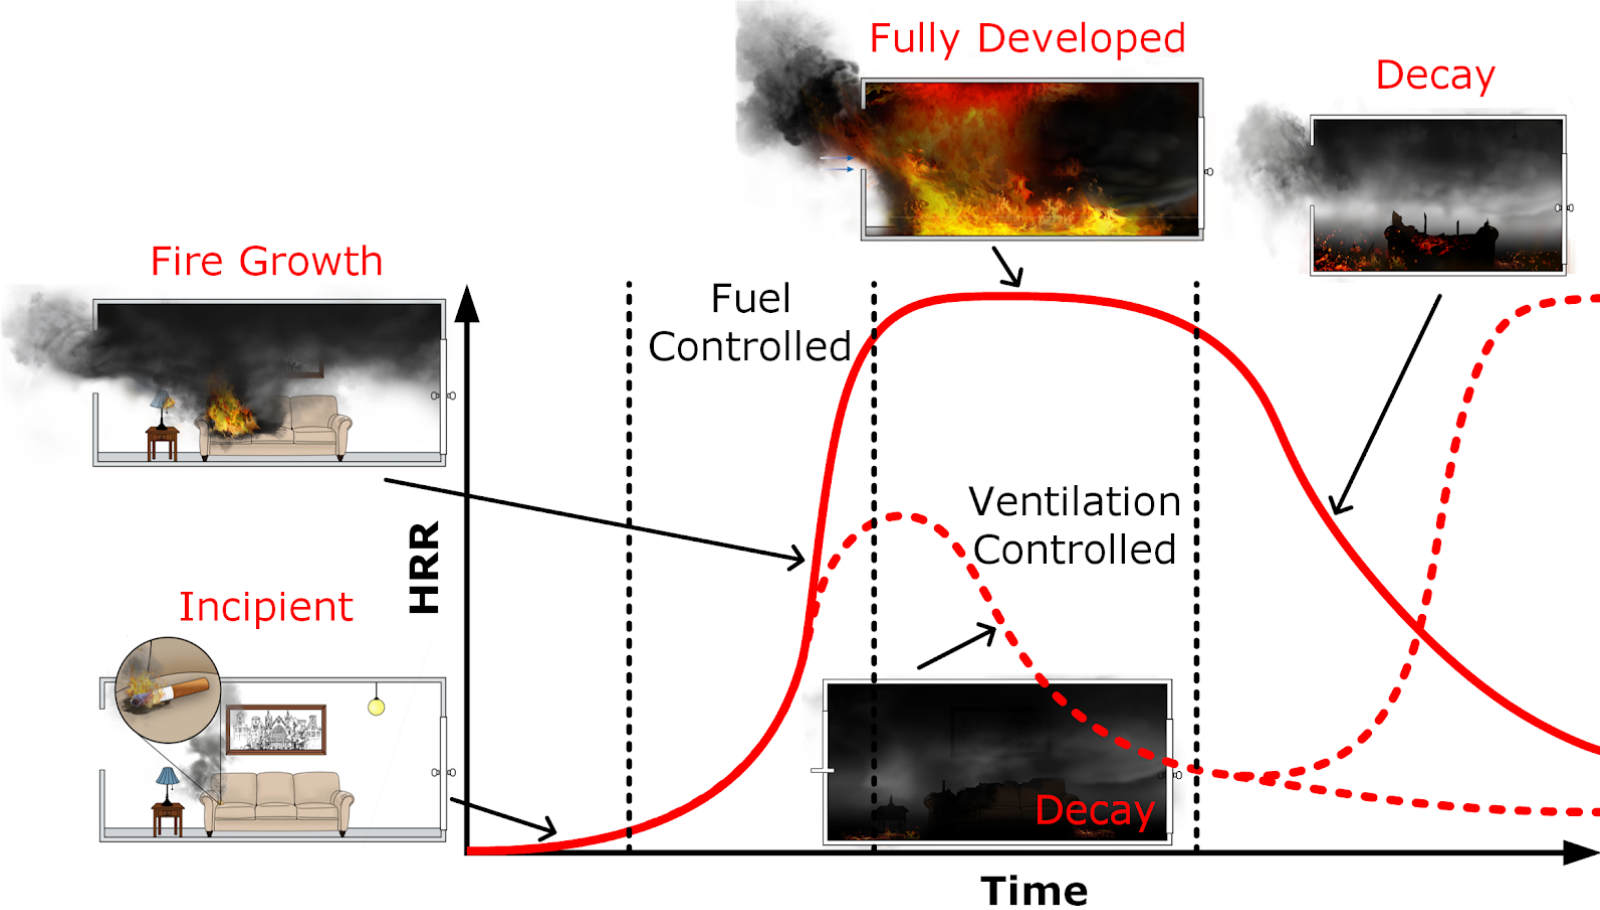 Fully Developed
Decay
Fire Growth
Fuel
Controlled
Ventilation
Controlled
HRR
Incipient
Decay
Time